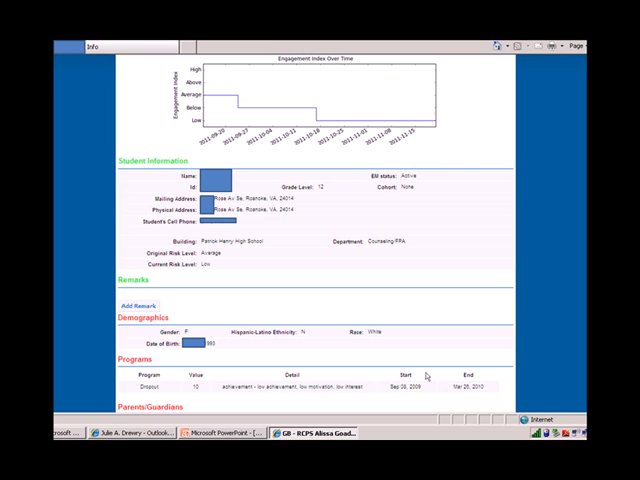 Info
Page
Engagement Index Over Time
Engagement Index
High
Above
Average
Below
Low
2011-09-20 2011-09-27 2011-10-04 2011-10-11 2011-10-18 2011-10-25 2011-11-01 2011-11-08 2011-11-15
Student Information
Name: EM status: Active
Id: Grade Level: 12 Cohort: None
Mailing Address: Rose Av Se, Roanoke, VA, 24014
Physical Address: Rose Av Se, Roanoke, VA, 24014
Student's Cell Phone:
Building: Patrick Henry High School Department: Counseling/FPA
Original Risk Level: Average
Current Risk Level: Low
Remarks
Add Remark
Demographics
Gender: F Hispanic-Latino Ethnicity: N Race: White
Date of Birth: 993
Programs
Program Value Detail Start End
Dropout 10 achievement - low achievement, low motivation, low interest Sep 08, 2009 Mar 26, 2010
Parents/Guardians
Internet
rosoft ... Julie A. Drewry - Outlook... Microsoft PowerPoint - [... GB - RCPS Alissa Goad...